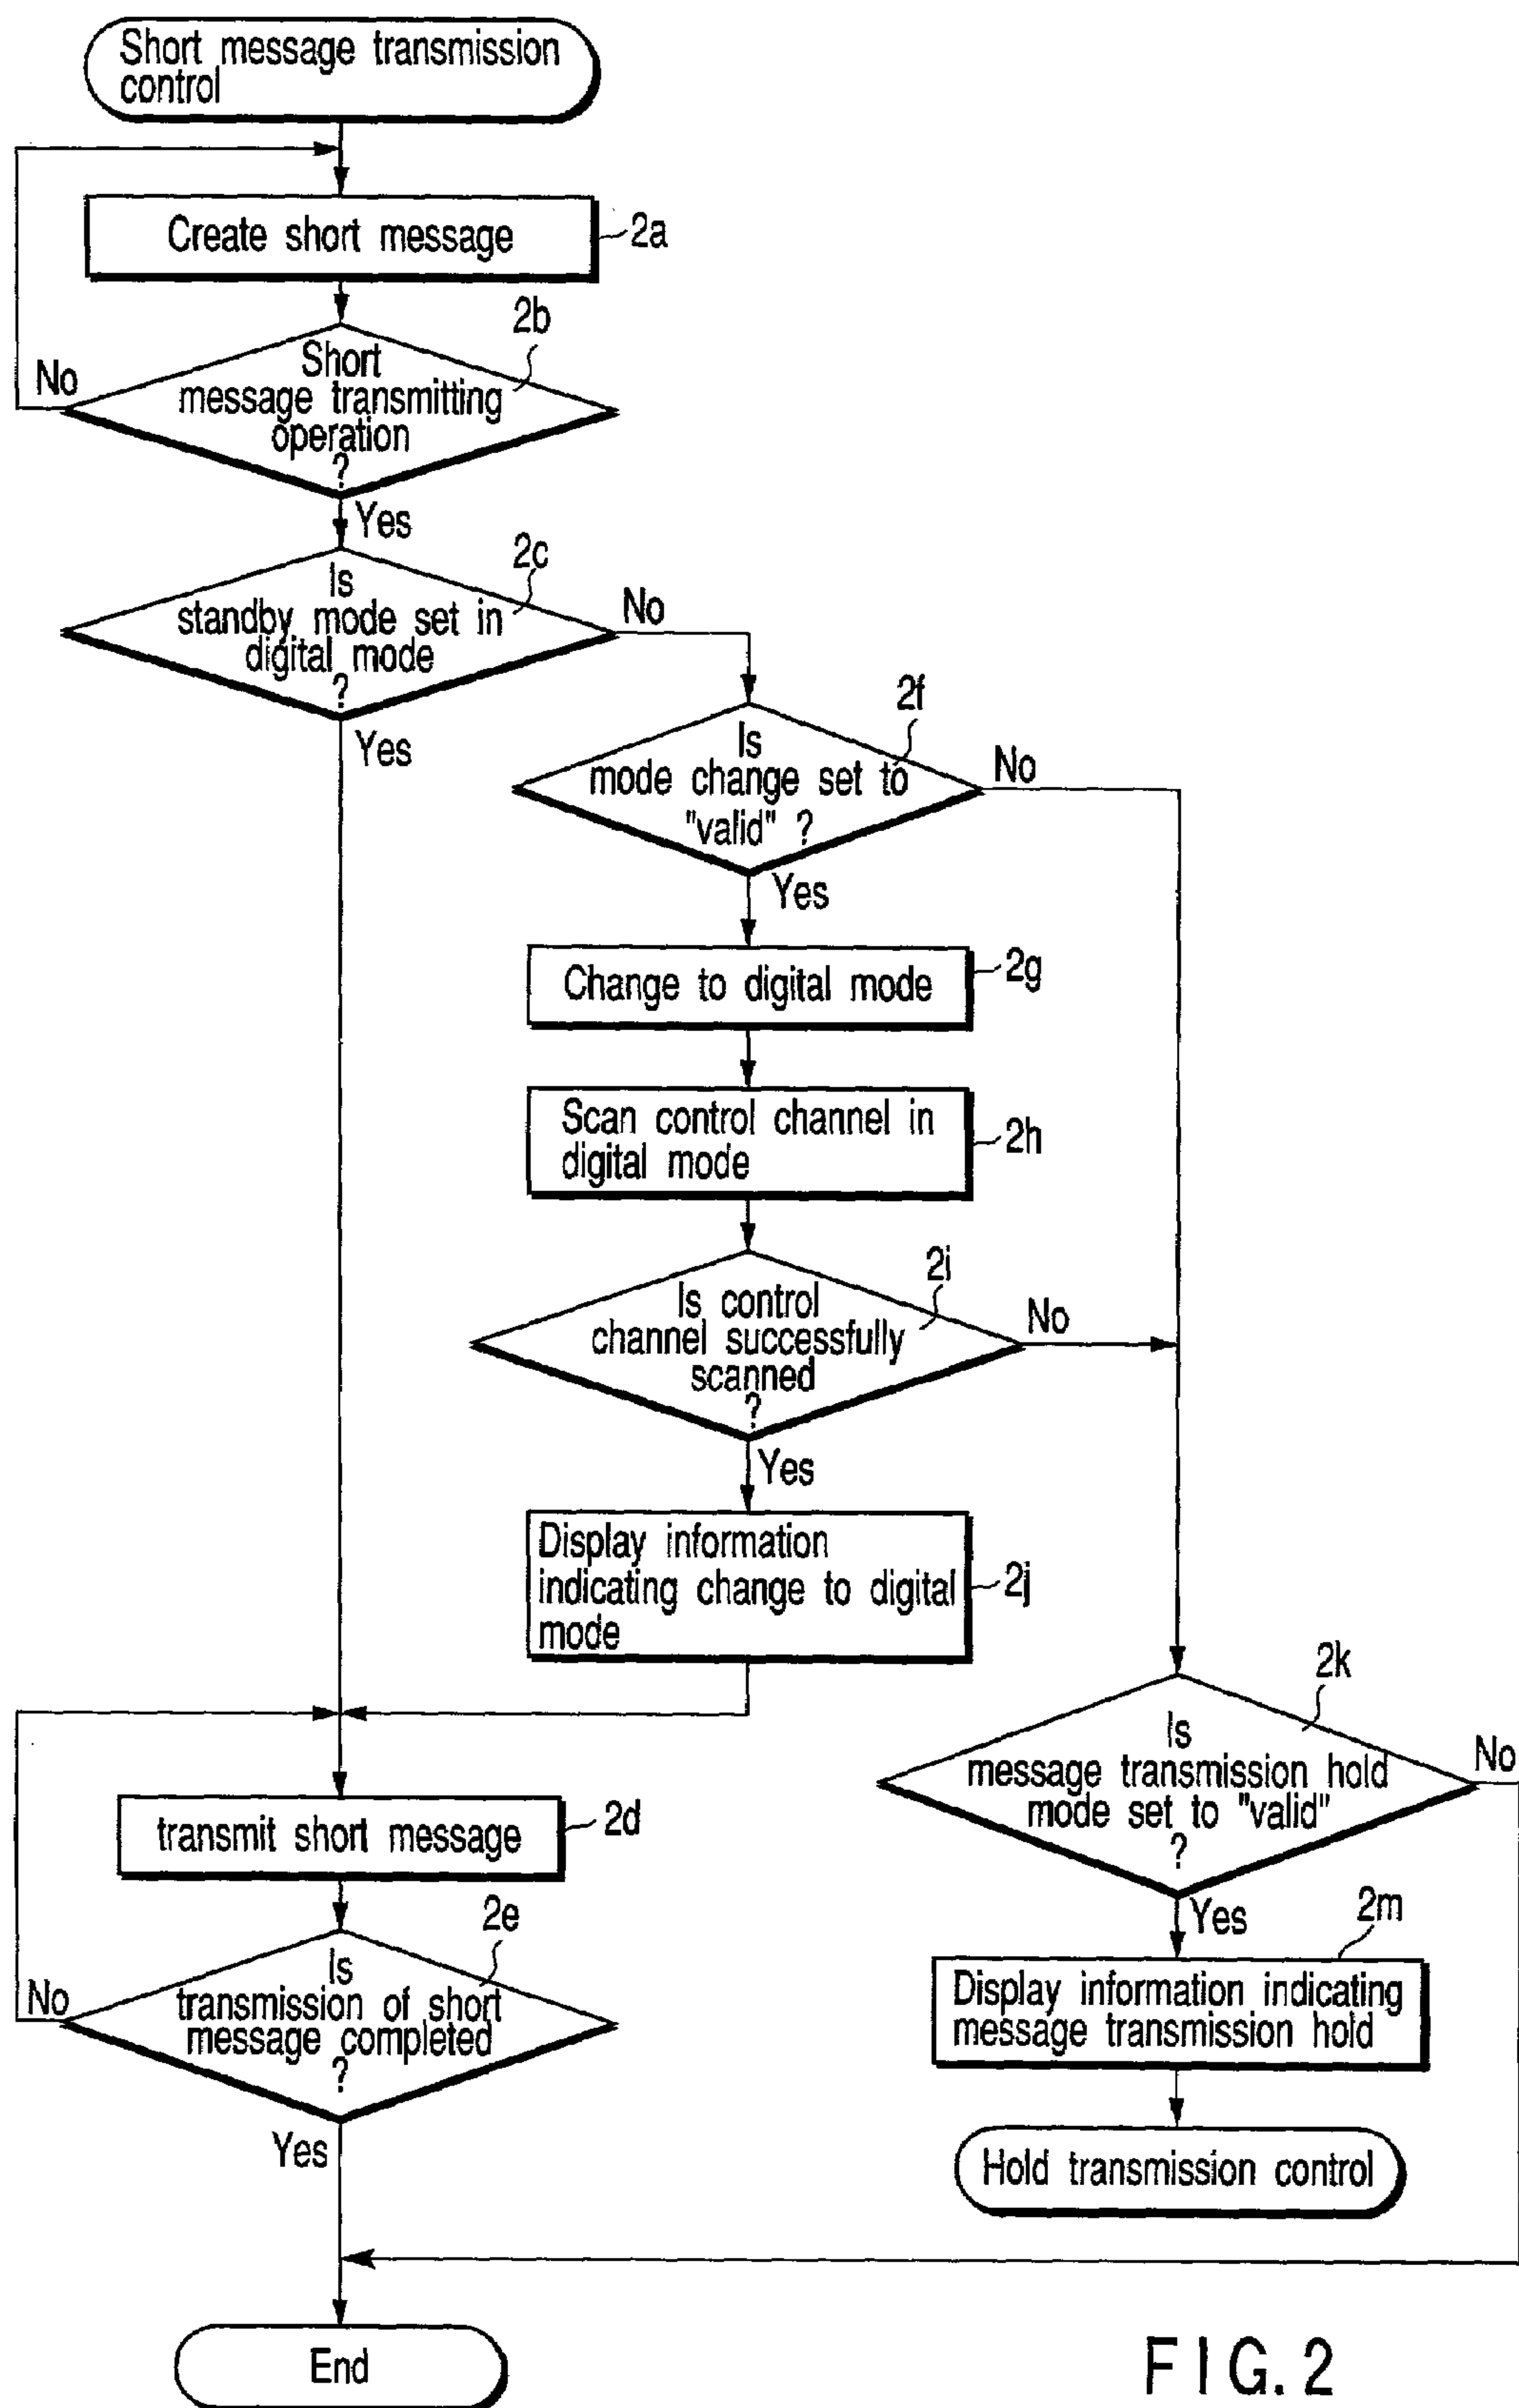 Short message transmission
control
Create short message
2a
2b
Short
message transmitting
operation
?
No
Yes
2c
Is
standby mode set in
digital mode
?
No
Yes
2f
Is
mode change set to
"valid" ?
No
Yes
Change to digital mode
2g
Scan control channel in
digital mode
2h
2i
Is control
channel successfully
scanned
?
No
Yes
Display information
indicating change to digital
mode
2j
2k
Is
message transmission hold
mode set to "valid"
?
No
Yes
transmit short message
2d
2e
Is
transmission of short
message completed
?
No
Yes
2m
Display information indicating
message transmission hold
Hold transmission control
End
FIG. 2